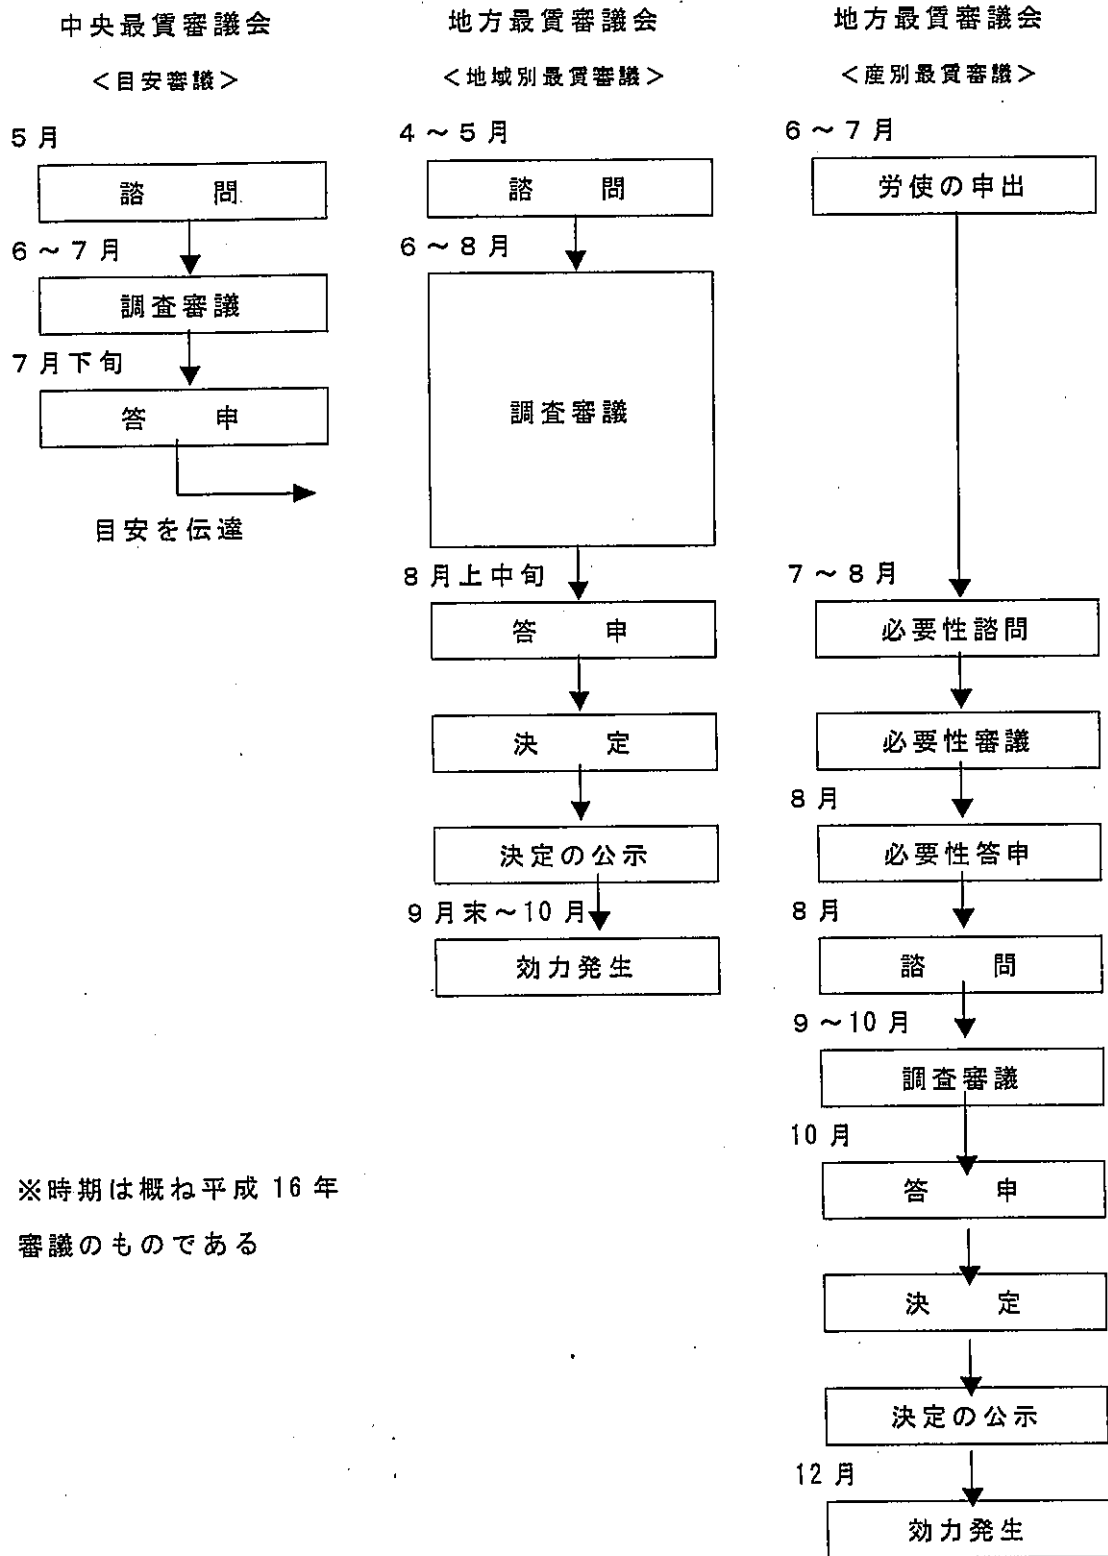 中央最賃審議会
＜目安審議＞
5月
諮 問
6～7月
調査審議
7月下旬
答 申
目安を伝達
地方最賃審議会
＜地域別最賃審議＞
4～5月
諮 問
6～8月
調査審議
8月上中旬
答 申
決 定
決定の公示
9月末～10月
効力発生
地方最賃審議会
＜産別最賃審議＞
6～7月
労使の申出
7～8月
必要性諮問
必要性審議
8月
必要性答申
8月
諮 問
9～10月
調査審議
10月
答 申
決 定
決定の公示
12月
効力発生
※時期は概ね平成16年
審議のものである